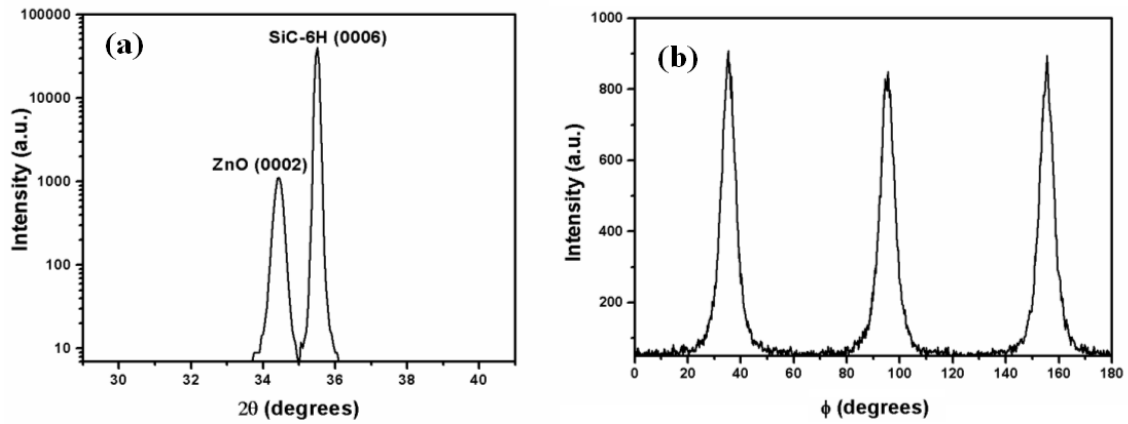 (a)
SiC-6H (0006)
ZnO (0002)
100000
10000
1000
100
10
Intensity (a.u.)
30 32 34 36 38 40
2θ (degrees)
(b)
1000
800
600
400
200
Intensity (a.u.)
0 20 40 60 80 100 120 140 160 180
ϕ (degrees)